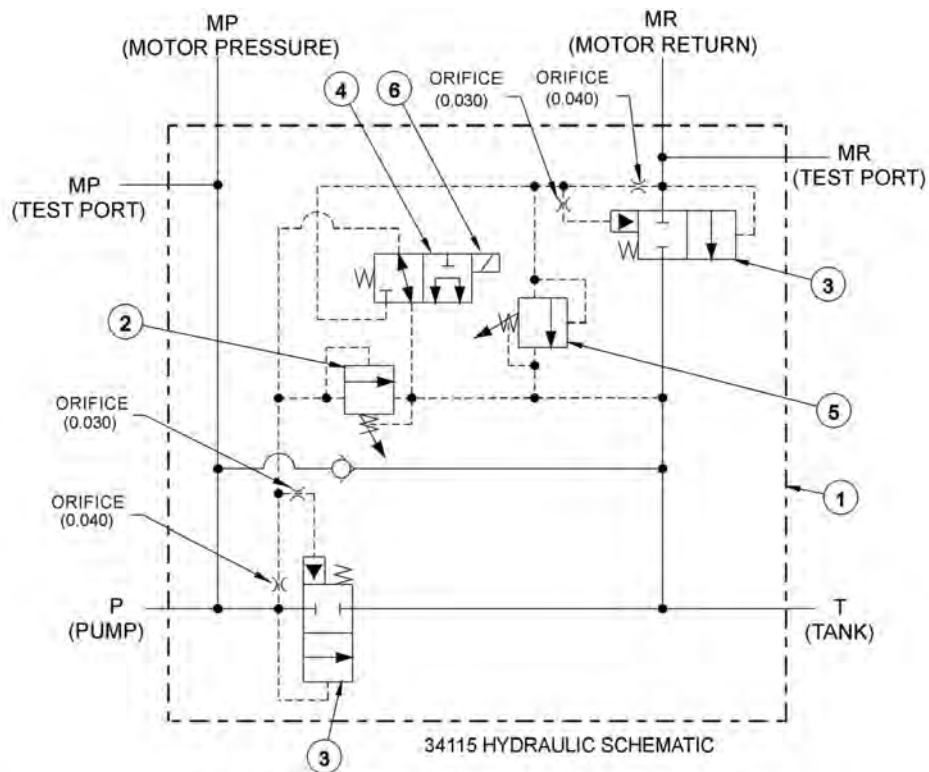 MP
(MOTOR PRESSURE)
MR
(MOTOR RETURN)
ORIFICE
(0.030)
ORIFICE
(0.040)
4
6
MR
(TEST PORT)
MP
(TEST PORT)
3
2
5
ORIFICE
(0.030)
1
ORIFICE
(0.040)
P
(PUMP)
T
(TANK)
3
34115 HYDRAULIC SCHEMATIC